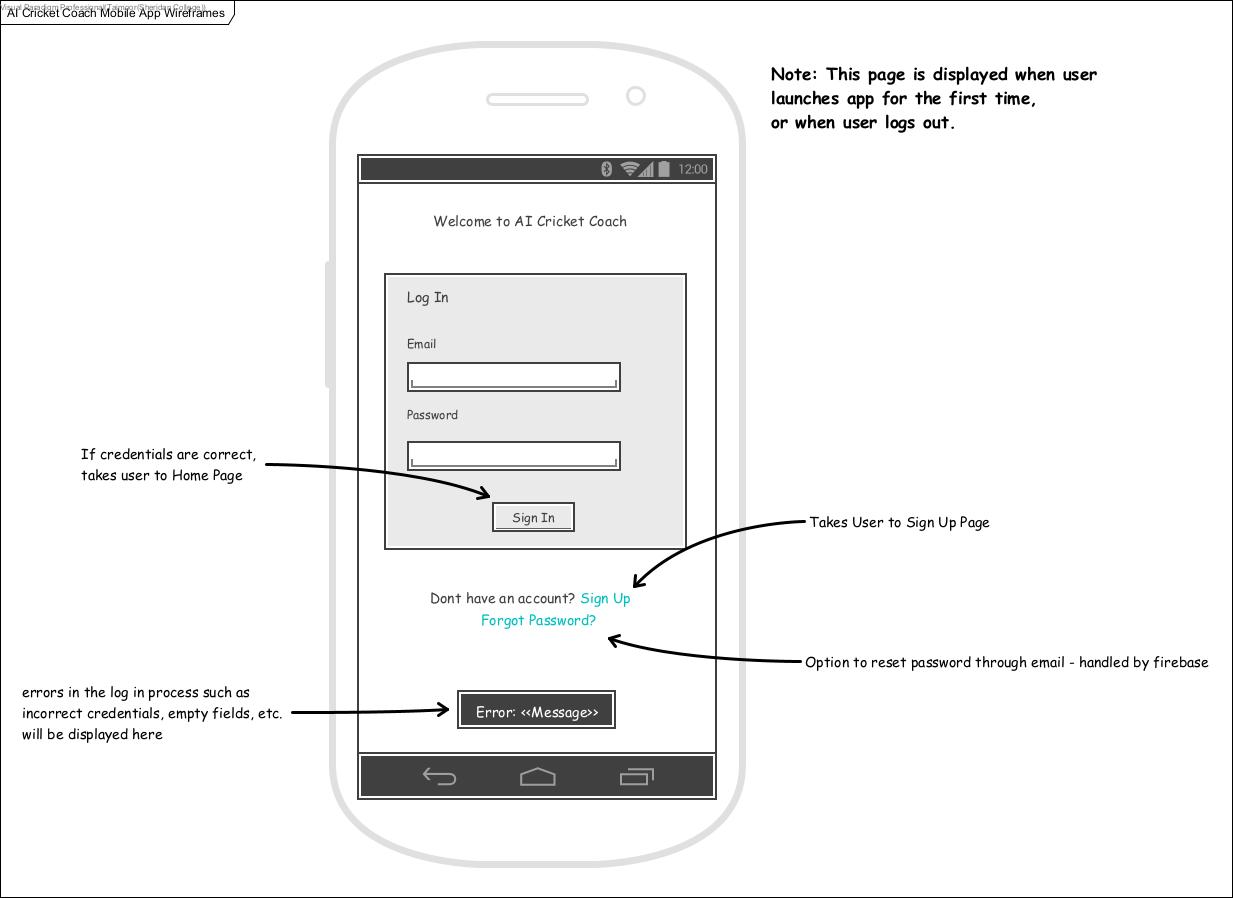 Visual Paradigm Professional(Taimoor(Sheridan College))
AI Cricket Coach Mobile App Wireframes
Note: This page is displayed when user
launches app for the first time,
or when user logs out.
12:00
Welcome to AI Cricket Coach
Log In
Email
Password
If credentials are correct,
takes user to Home Page
Sign In
Takes User to Sign Up Page
Dont have an account? Sign Up
Forgot Password?
Option to reset password through email - handled by firebase
errors in the log in process such as
incorrect credentials, empty fields, etc.
will be displayed here
Error: <<Message>>